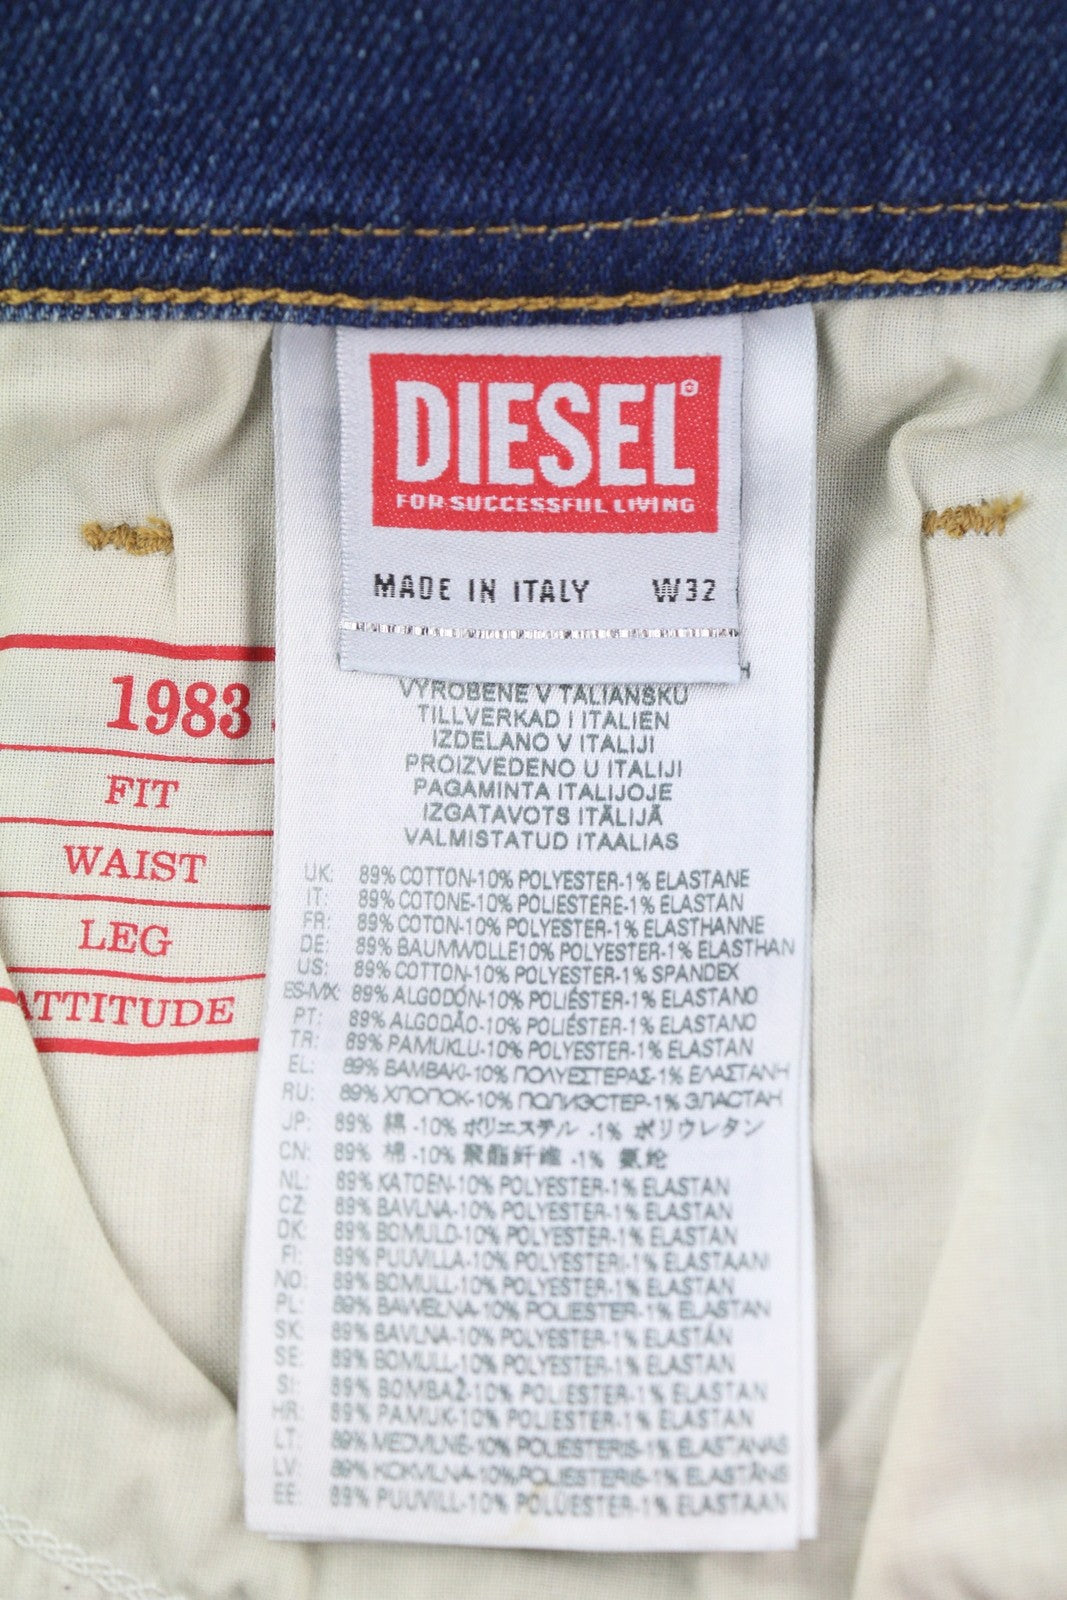 DIESEL®
FOR SUCCESSFUL LIVING
MADE IN ITALY W32
VYROBENE V TALIANSKU
TILLVERKAD I ITALIEN
IZDELANO V ITALIJI
PROIZVEDENO U ITALIJI
PAGAMINTA ITALIJOJE
IZGATAVOTS ITĀLIJĀ
VALMISTATUD ITAALIAS
UK: 89% COTTON-10% POLYESTER-1% ELASTANE
IT: 89% COTONE-10% POLIESTERE-1% ELASTAN
FR: 89% COTON-10% POLYESTER-1% ELASTHANNE
DE: 89% BAUMWOLLE10% POLYESTER-1% ELASTHAN
US: 89% COTTON-10% POLYESTER-1% SPANDEX
ES-MX: 89% ALGODÓN-10% POLIÉSTER-1% ELASTANO
PT: 89% ALGODÃO-10% POLIÉSTER-1% ELASTANO
TR: 89% PAMUKLU-10% POLYESTER-1% ELASTAN
EL: 89% ΒΑΜΒΑΚΙ-10% ΠΟΛΥΕΣΤΕΡΑΣ-1% ΕΛΑΣΤΑΝΗ
RU: 89% ХЛОПОК-10% ПОЛИЭСТЕР-1% ЭЛАСТАН
JP: 89% 綿 -10% ポリエステル -1% ポリウレタン
CN: 89% 棉 -10% 聚酯纤维 -1% 氨纶
NL: 89% KATOEN-10% POLYESTER-1% ELASTAN
CZ: 89% BAVLNA-10% POLYESTER-1% ELASTAN
DK: 89% BOMULD-10% POLYESTER-1% ELASTAN
FI: 89% PUUVILLA-10% POLYESTERI-1% ELASTAANI
NO: 89% BOMULL-10% POLYESTER-1% ELASTAN
PL: 89% BAWEŁNA-10% POLIESTER-1% ELASTAN
SK: 89% BAVLNA-10% POLYESTER-1% ELASTÁN
SE: 89% BOMULL-10% POLYESTER-1% ELASTAN
SI: 89% BOMBAŽ-10% POLIESTER-1% ELASTAN
HR: 89% PAMUK-10% POLIESTER-1% ELASTAN
LT: 89% MEDVILNĖ-10% POLIESTERIS-1% ELASTANAS
LV: 89% KOKVILNA-10% POLIESTERIS-1% ELASTĀNS
EE: 89% PUUVILL-10% POLÜESTER-1% ELASTAAN
1983
FIT
WAIST
LEG
ATTITUDE